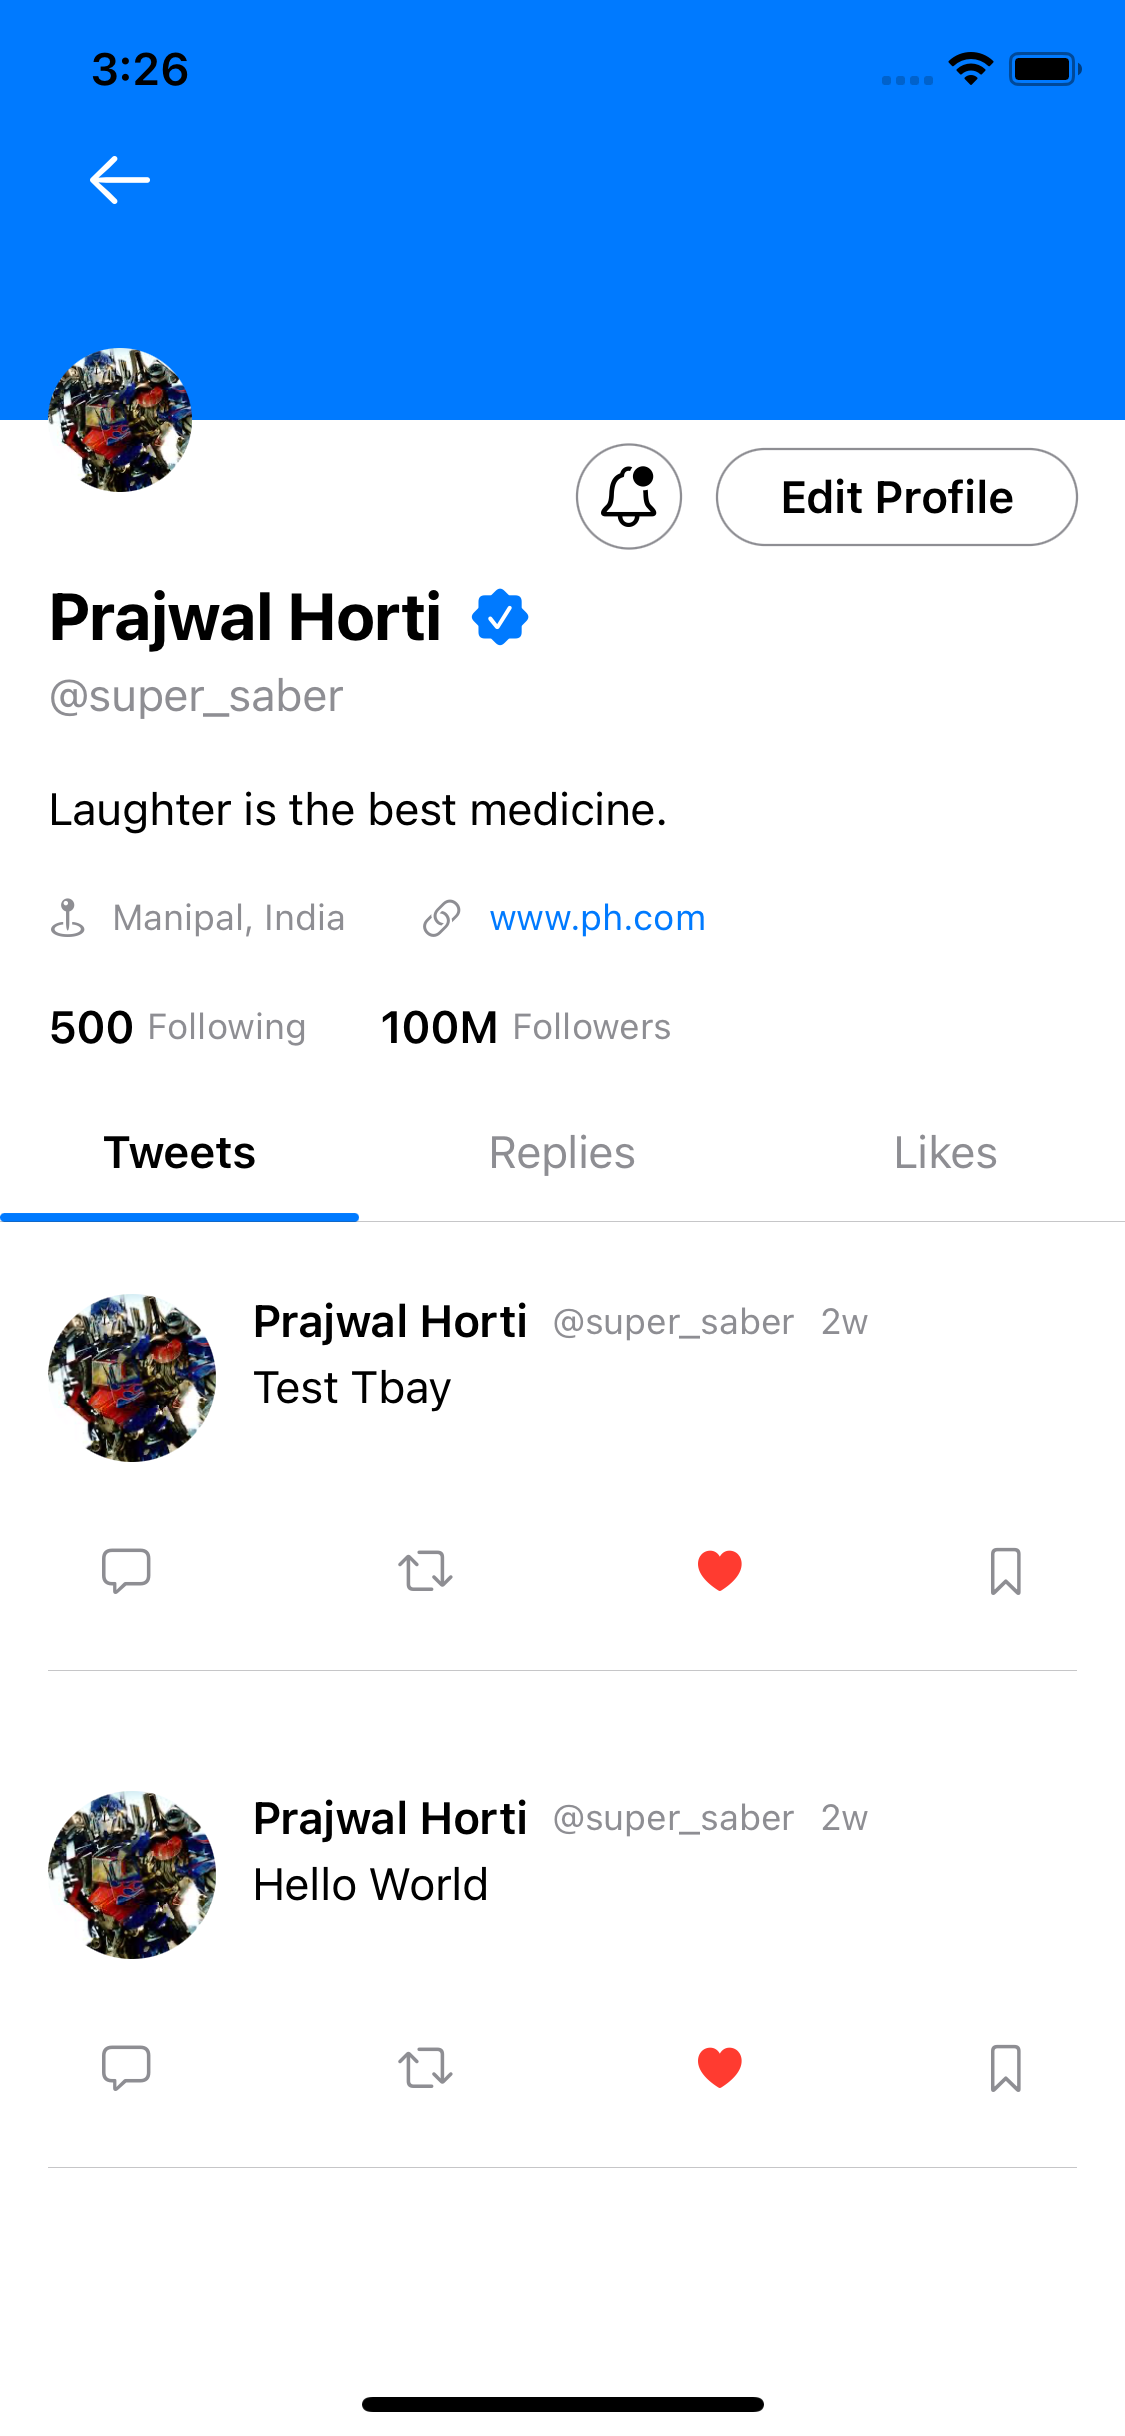 3:26
Edit Profile
Prajwal Horti
@super_saber
Laughter is the best medicine.
Manipal, India www.ph.com
500 Following 100M Followers
Tweets Replies Likes
Prajwal Horti @super_saber 2w
Test Tbay
Prajwal Horti @super_saber 2w
Hello World